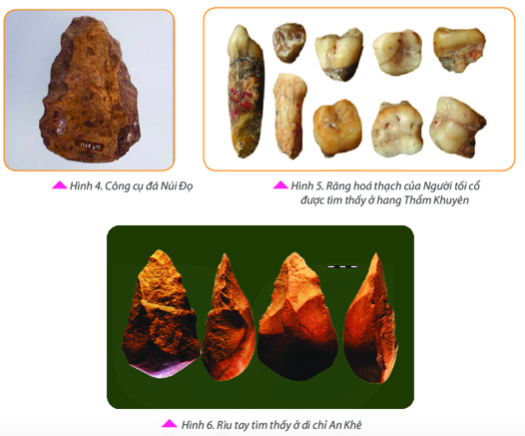 Hình 4. Công cụ đá Núi Đọ
Hình 5. Răng hoá thạch của Người tối cổ
được tìm thấy ở hang Thẩm Khuyên
Hình 6. Rìu tay tìm thấy ở di chỉ An Khê